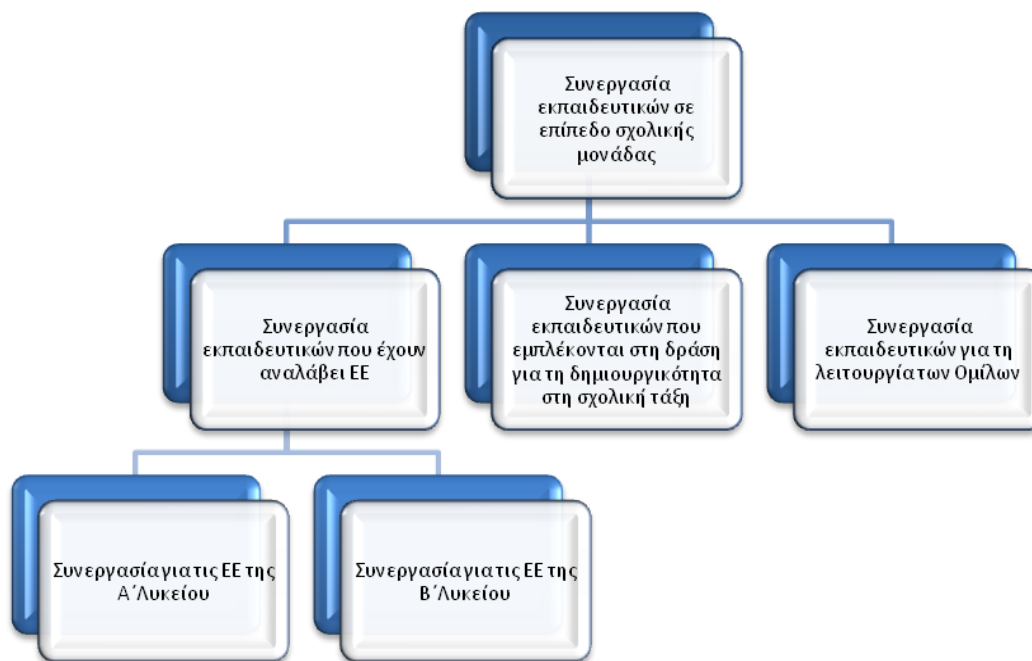 Συνεργασία
εκπαιδευτικών σε
επίπεδο σχολικής
μονάδας
Συνεργασία
εκπαιδευτικών που έχουν
αναλάβει ΕΕ
Συνεργασία
εκπαιδευτικών που
εμπλέκονται στη δράση
για τη δημιουργικότητα
στη σχολική τάξη
Συνεργασία
εκπαιδευτικών για τη
λειτουργία των Ομίλων
Συνεργασία για τις ΕΕ της
Α΄ Λυκείου
Συνεργασία για τις ΕΕ της
Β΄ Λυκείου